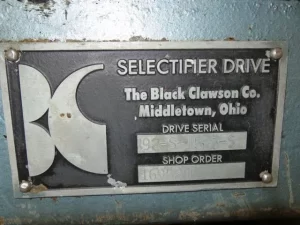 SELECTIFIER DRIVE
The Black Clawson Co.
Middletown, Ohio
DRIVE SERIAL
SHOP ORDER